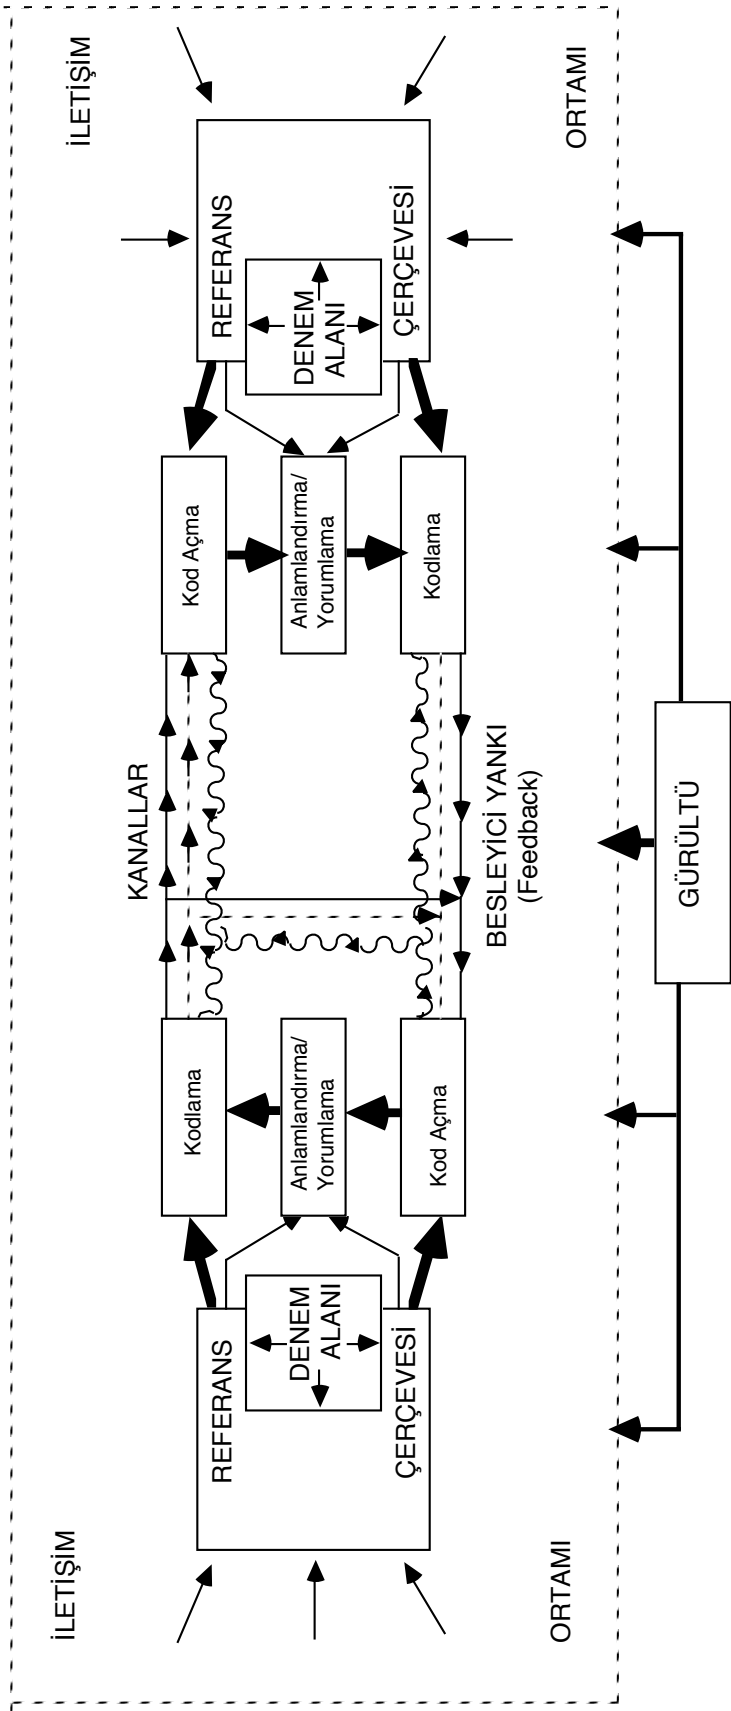 İLETİŞİM
İLETİŞİM
KANALLAR
REFERANS
ÇERÇEVESİ
DENEM
ALANI
Kodlama
Anlamlandırma/
Yorumlama
Kod Açma
Kod Açma
Anlamlandırma/
Yorumlama
Kodlama
REFERANS
ÇERÇEVESİ
DENEM
ALANI
BESLEYİCİ YANKI
(Feedback)
ORTAMI
ORTAMI
GÜRÜLTÜ